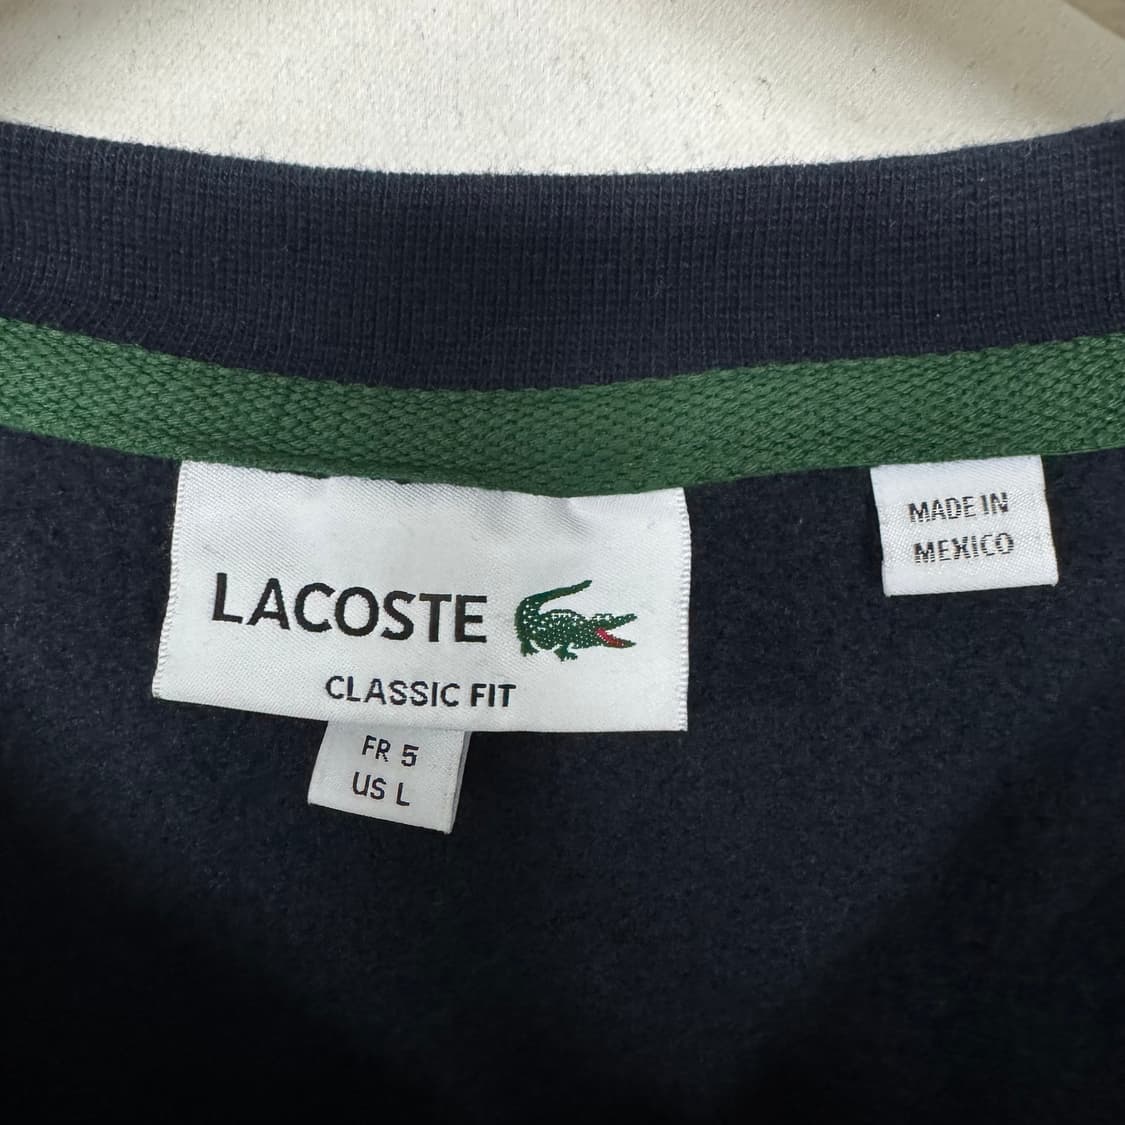 LACOSTE
CLASSIC FIT
FR 5
US L
MADE IN
MEXICO